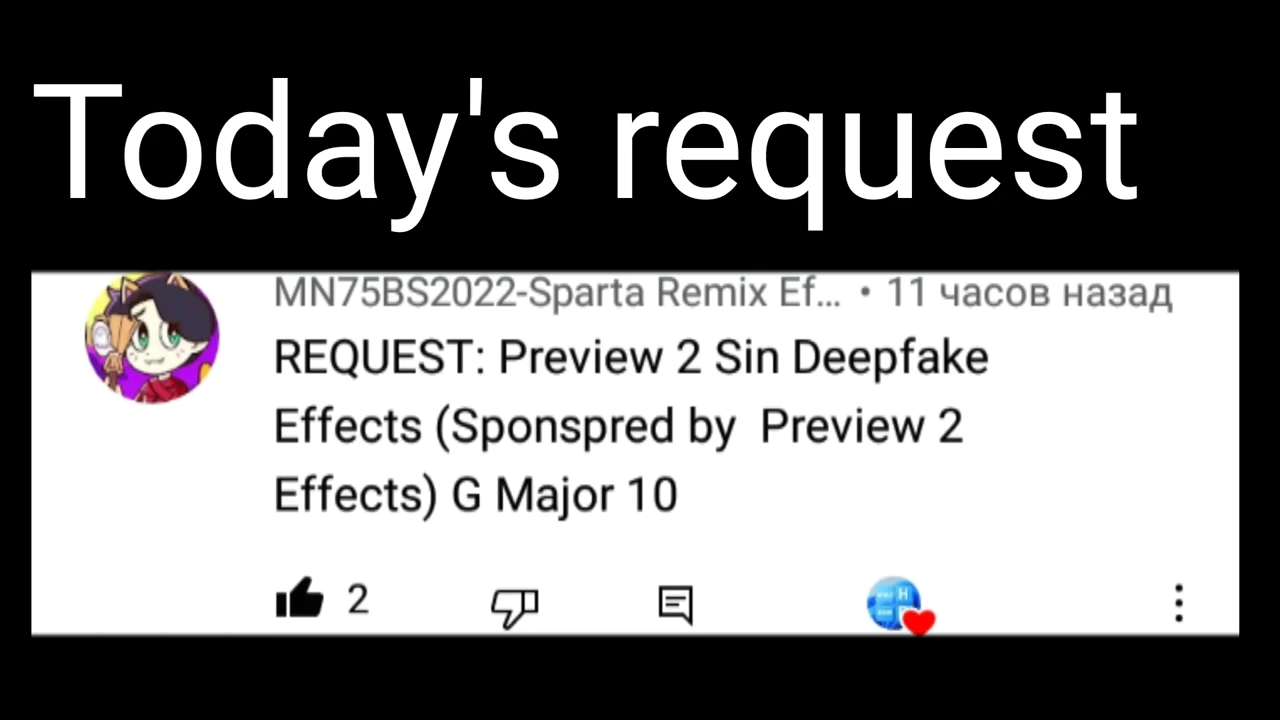 Today's request
MN75BS2022-Sparta Remix Ef... • 11 часов назад
REQUEST: Preview 2 Sin Deepfake
Effects (Sponspred by Preview 2
Effects) G Major 10
2